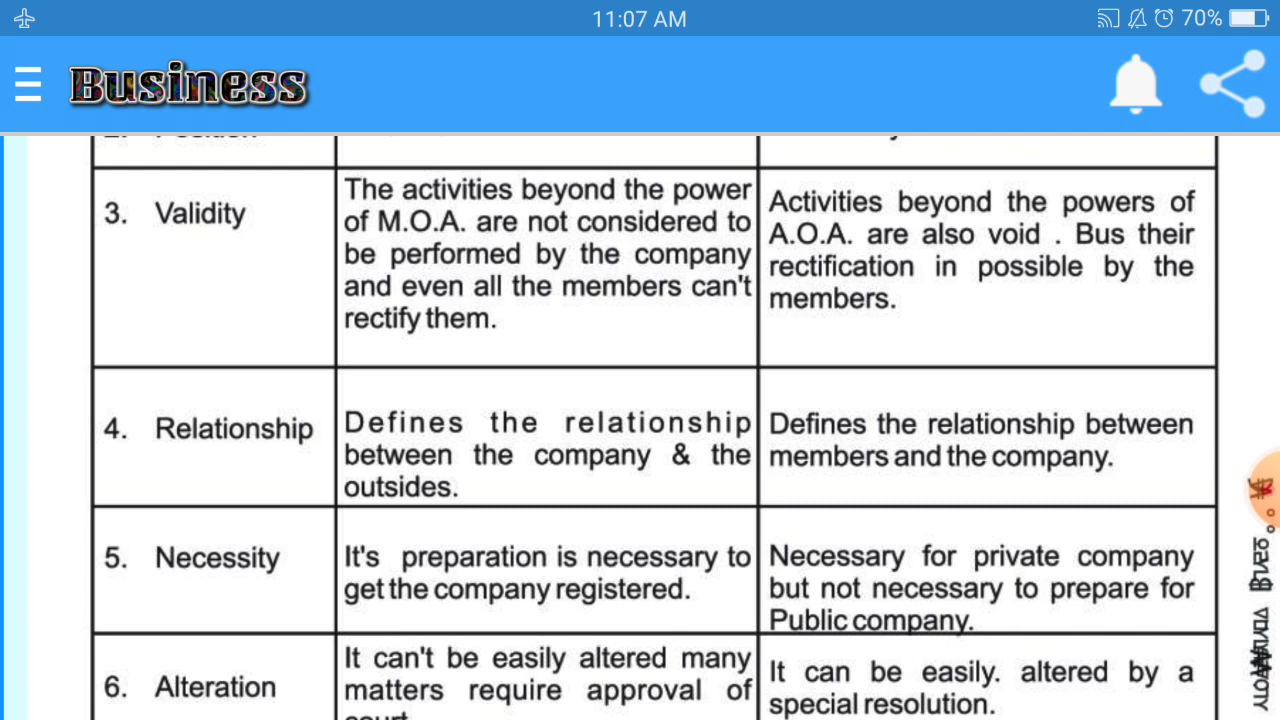 11:07 AM
70%
Business
3. Validity
The activities beyond the power
of M.O.A. are not considered to
be performed by the company
and even all the members can't
rectify them.
Activities beyond the powers of
A.O.A. are also void . Bus their
rectification in possible by the
members.
4. Relationship
Defines the relationship
between the company & the
outsides.
Defines the relationship between
members and the company.
5. Necessity
It's preparation is necessary to
get the company registered.
Necessary for private company
but not necessary to prepare for
Public company.
6. Alteration
It can't be easily altered many
matters require approval of
It can be easily. altered by a
special resolution.